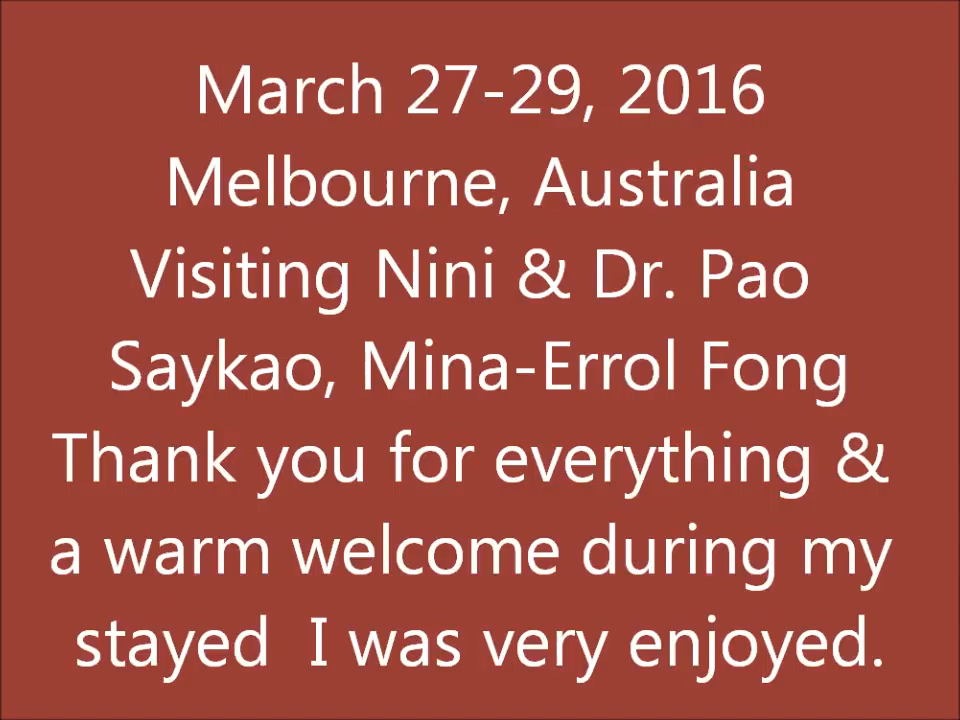 March 27-29, 2016
Melbourne, Australia
Visiting Nini & Dr. Pao
Saykao, Mina-Errol Fong
Thank you for everything &
a warm welcome during my
stayed  I was very enjoyed.